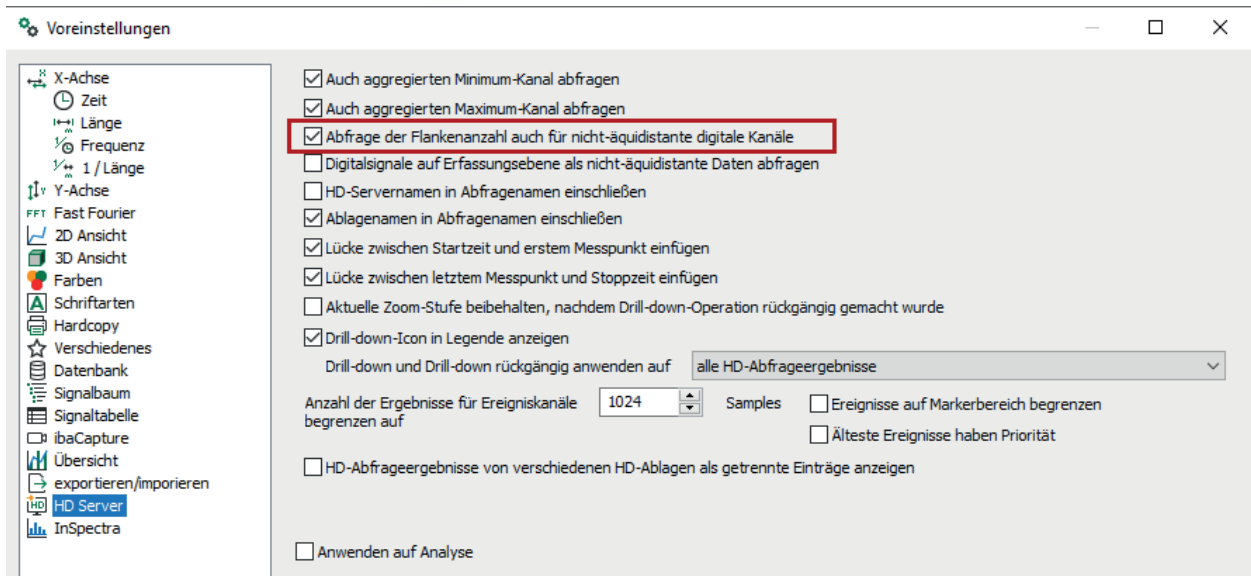 Voreinstellungen
X-Achse
Zeit
Länge
Frequenz
1 / Länge
Y-Achse
FFT Fast Fourier
2D Ansicht
3D Ansicht
Farben
A Schriftarten
Hardcopy
Verschiedenes
Datenbank
Signalbaum
Signaltabelle
ibaCapture
Übersicht
exportieren/imporieren
HD HD Server
InSpectra
Auch aggregierten Minimum-Kanal abfragen
Auch aggregierten Maximum-Kanal abfragen
Abfrage der Flankenanzahl auch für nicht-äquidistante digitale Kanäle
Digitalsignale auf Erfassungsebene als nicht-äquidistante Daten abfragen
HD-Servernamen in Abfragenamen einschließen
Ablagenamen in Abfragenamen einschließen
Lücke zwischen Startzeit und erstem Messpunkt einfügen
Lücke zwischen letztem Messpunkt und Stoppzeit einfügen
Aktuelle Zoom-Stufe beibehalten, nachdem Drill-down-Operation rückgängig gemacht wurde
Drill-down-Icon in Legende anzeigen
Drill-down und Drill-down rückgängig anwenden auf alle HD-Abfrageergebnisse
Anzahl der Ergebnisse für Ereigniskanäle
begrenzen auf
1024 Samples
Ereignisse auf Markerbereich begrenzen
Älteste Ereignisse haben Priorität
HD-Abfrageergebnisse von verschiedenen HD-Ablagen als getrennte Einträge anzeigen
Anwenden auf Analyse